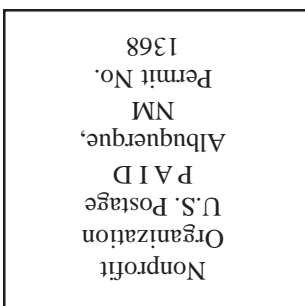 Nonprofit
Organization
U.S. Postage
P A I D
Albuquerque,
NM
Permit No.
1368